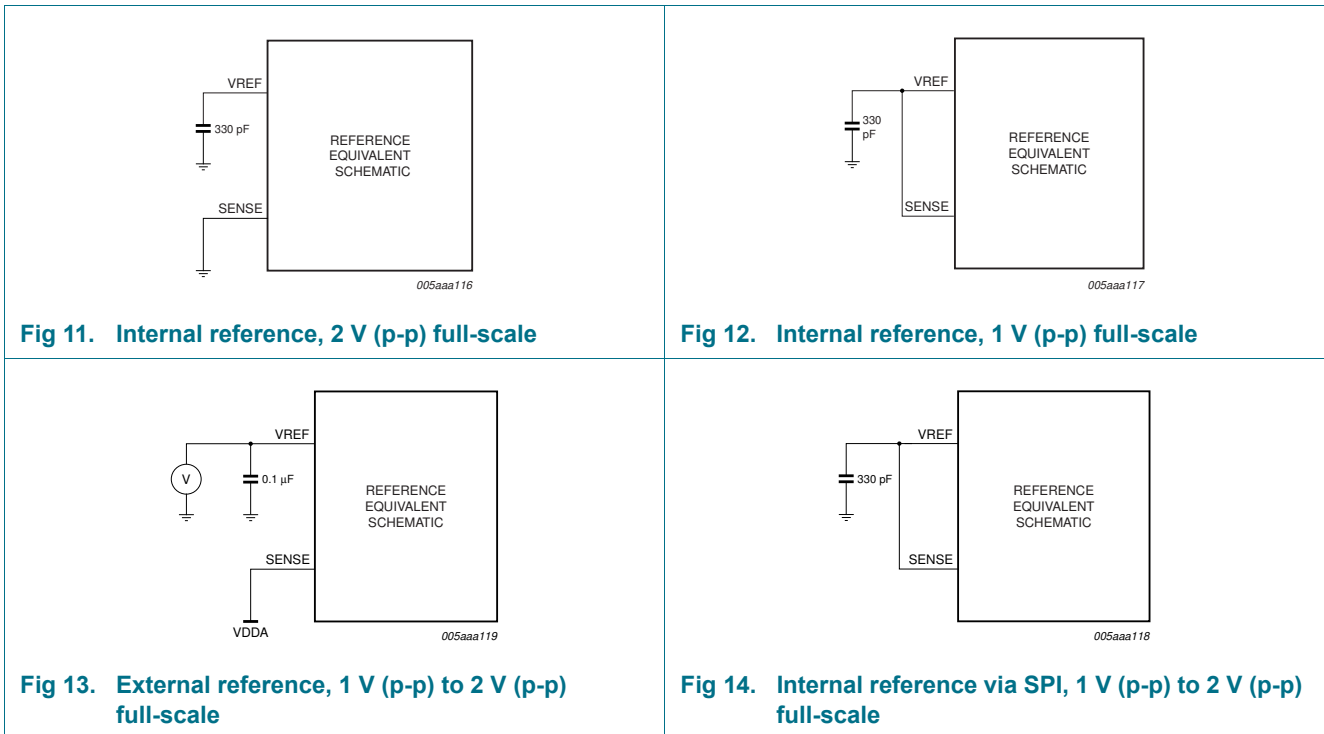 VREF
330 pF
REFERENCE
EQUIVALENT
SCHEMATIC
SENSE
005aaa116
Fig 11. Internal reference, 2 V (p-p) full-scale
VREF
330
pF
REFERENCE
EQUIVALENT
SCHEMATIC
SENSE
005aaa117
Fig 12. Internal reference, 1 V (p-p) full-scale
VREF
V
0.1 μF
REFERENCE
EQUIVALENT
SCHEMATIC
SENSE
VDDA
005aaa119
Fig 13. External reference, 1 V (p-p) to 2 V (p-p)
full-scale
VREF
330 pF
REFERENCE
EQUIVALENT
SCHEMATIC
SENSE
005aaa118
Fig 14. Internal reference via SPI, 1 V (p-p) to 2 V (p-p)
full-scale